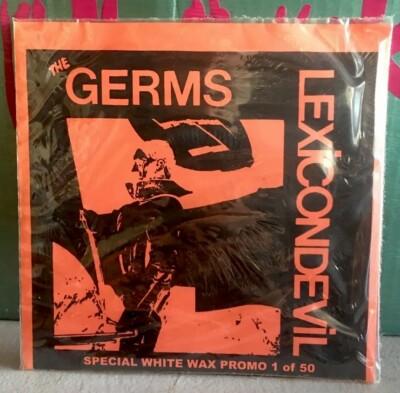 THE
GERMS
LEXiCONDEViL
SPECIAL WHITE WAX PROMO 1 of 50